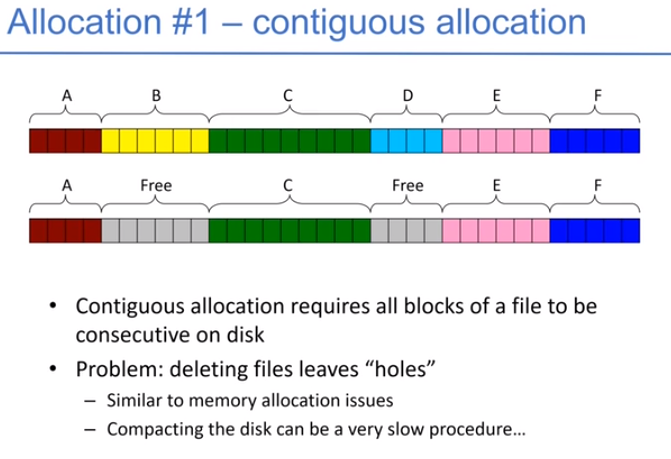 Allocation #1 – contiguous allocation
A B C D E F
A Free C Free E F
• Contiguous allocation requires all blocks of a file to be
consecutive on disk
• Problem: deleting files leaves “holes”
– Similar to memory allocation issues
– Compacting the disk can be a very slow procedure…